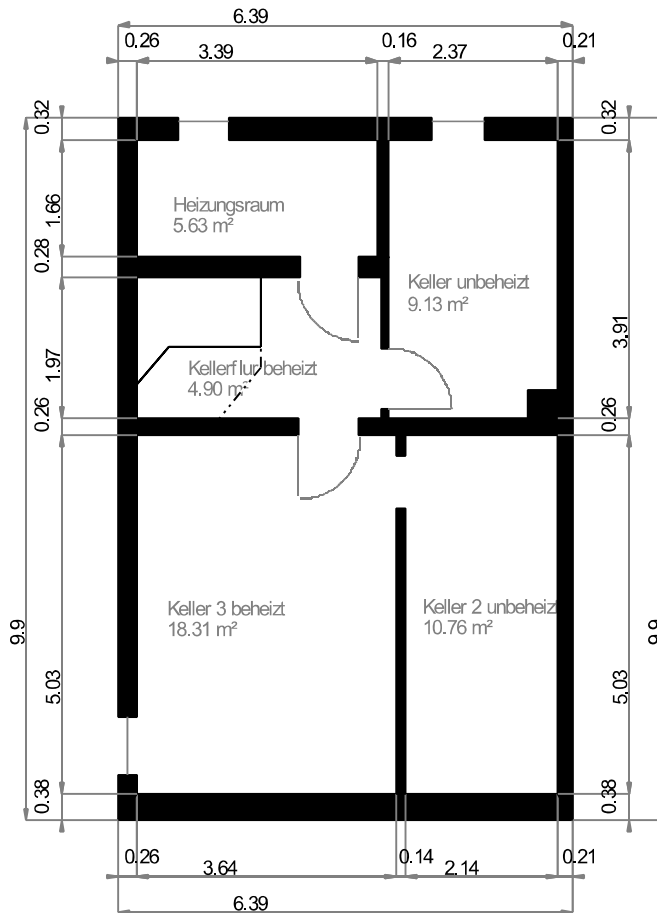 6.39
0.26
3.39
0.16
2.37
0.21
0.32
0.32
1.66
Heizungsraum
5.63 m²
0.28
Keller unbeheizt
9.13 m²
3.91
1.97
Kellerflur beheizt
4.90 m²
0.26
0.26
9.9
9.9
Keller 3 beheizt
18.31 m²
Keller 2 unbeheizt
10.76 m²
5.03
5.03
0.38
0.38
0.26
3.64
0.14
2.14
0.21
6.39